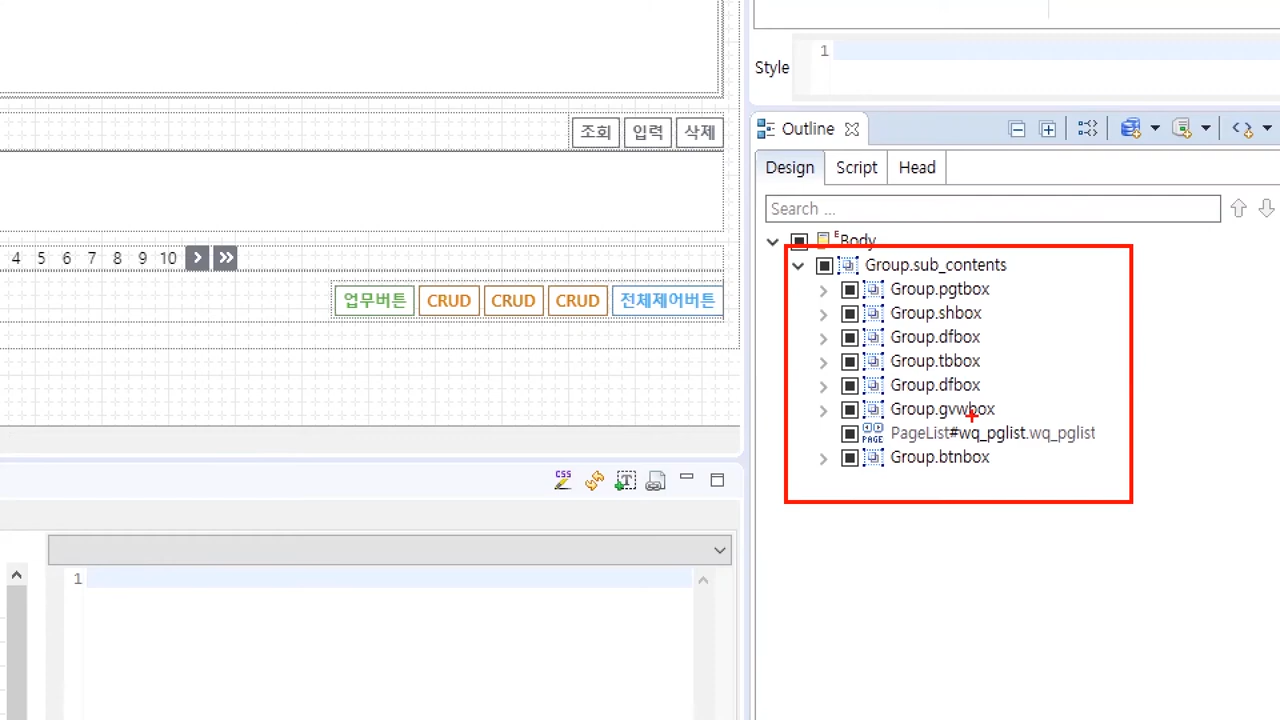 1
Style
조회 입력 삭제
Outline
Design Script Head
Search ...
Body
4 5 6 7 8 9 10
Group.sub_contents
Group.pgtbox
Group.shbox
업무버튼 CRUD CRUD CRUD 전체제어버튼
Group.dfbox
Group.tbbox
Group.dfbox
Group.gvwbox
PAGE PageList#wq_pglist.wq_pglist
Group.btnbox
CSS
1